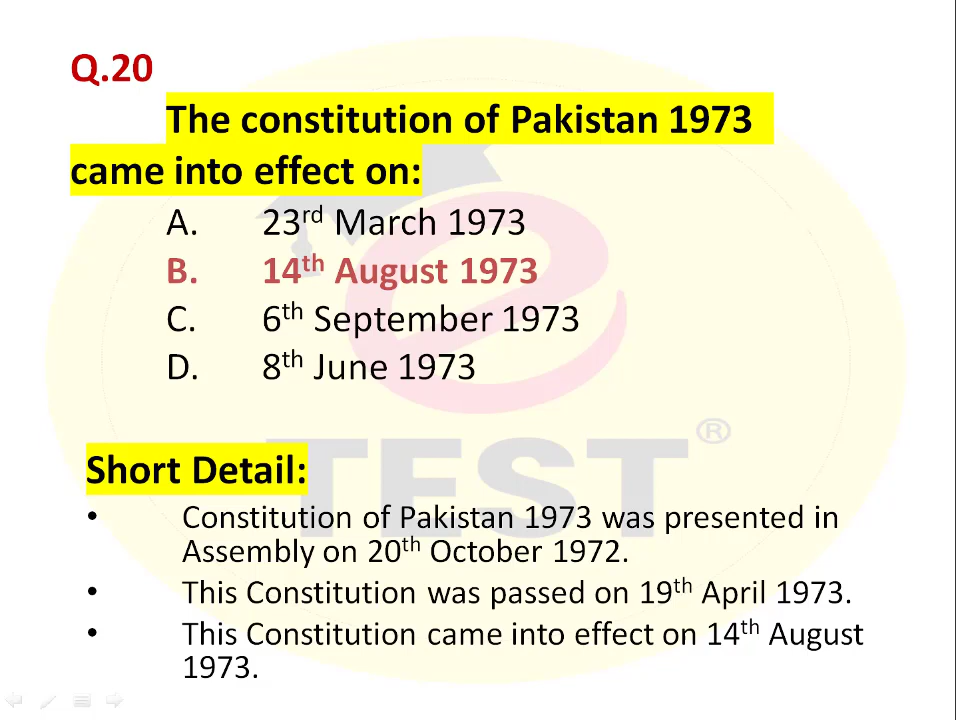 Q.20
The constitution of Pakistan 1973
came into effect on:
A. 23rd March 1973
B. 14th August 1973
C. 6th September 1973
D. 8th June 1973
e
TEST®
Short Detail:
• Constitution of Pakistan 1973 was presented in
Assembly on 20th October 1972.
• This Constitution was passed on 19th April 1973.
• This Constitution came into effect on 14th August
1973.